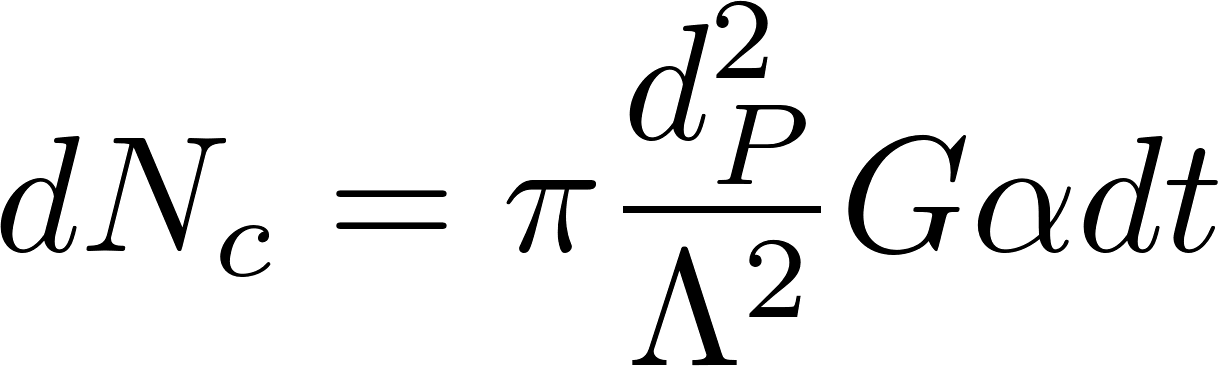 $dN_c = \pi \frac{d_P^2}{\Lambda^2} G \alpha dt$